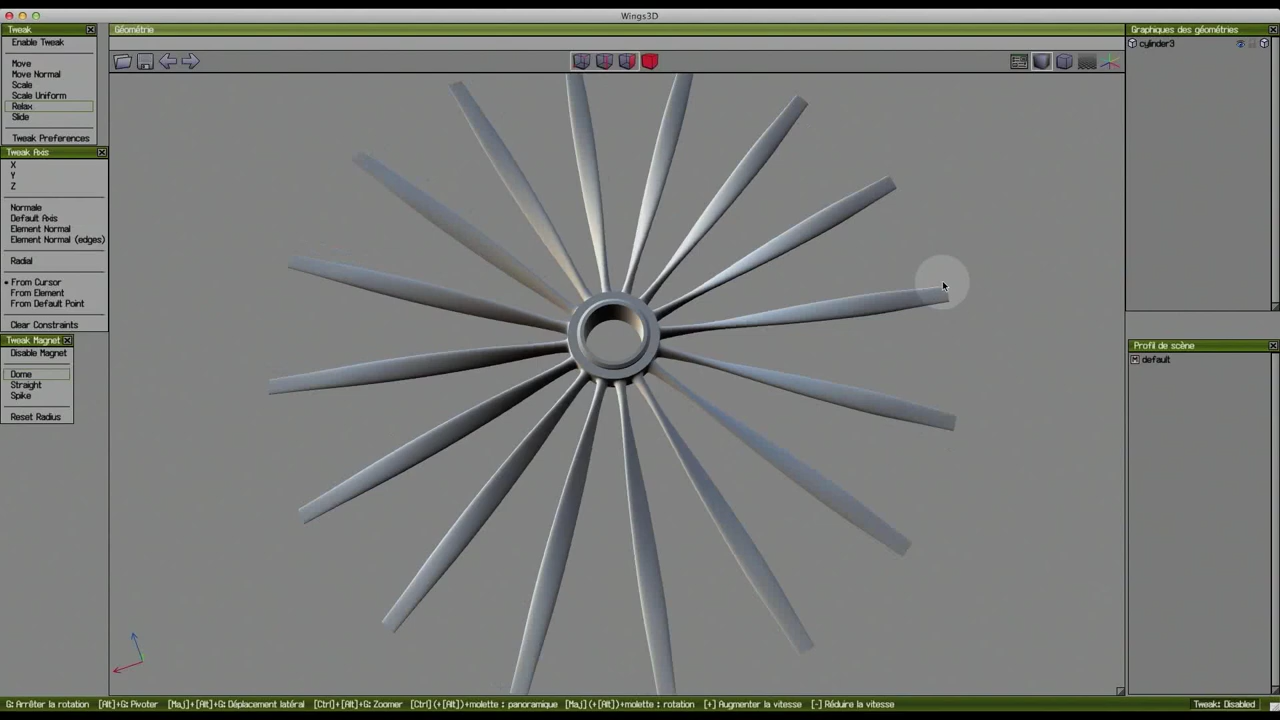 Wings3D
Tweak
Enable Tweak
Move
Move Normal
Scale
Scale Uniform
Relax
Slide
Tweak Preferences
Tweak Axis
X
Y
Z
Normale
Default Axis
Element Normal
Element Normal (edges)
Radial
From Cursor
From Element
From Default Point
Clear Constraints
Tweak Magnet
Disable Magnet
Dome
Straight
Spike
Reset Radius
Géométrie
Graphiques des géométries
cylinder3
Profil de scène
M default
G: Arrêter la rotation [Alt]+G: Pivoter [Maj]+[Alt]+G: Déplacement latéral [Ctrl]+[Alt]+G: Zoomer [Ctrl](+[Alt])+molette : panoramique [Maj](+[Alt])+molette : rotation [+] Augmenter la vitesse [-] Réduire la vitesse
Tweak: Disabled